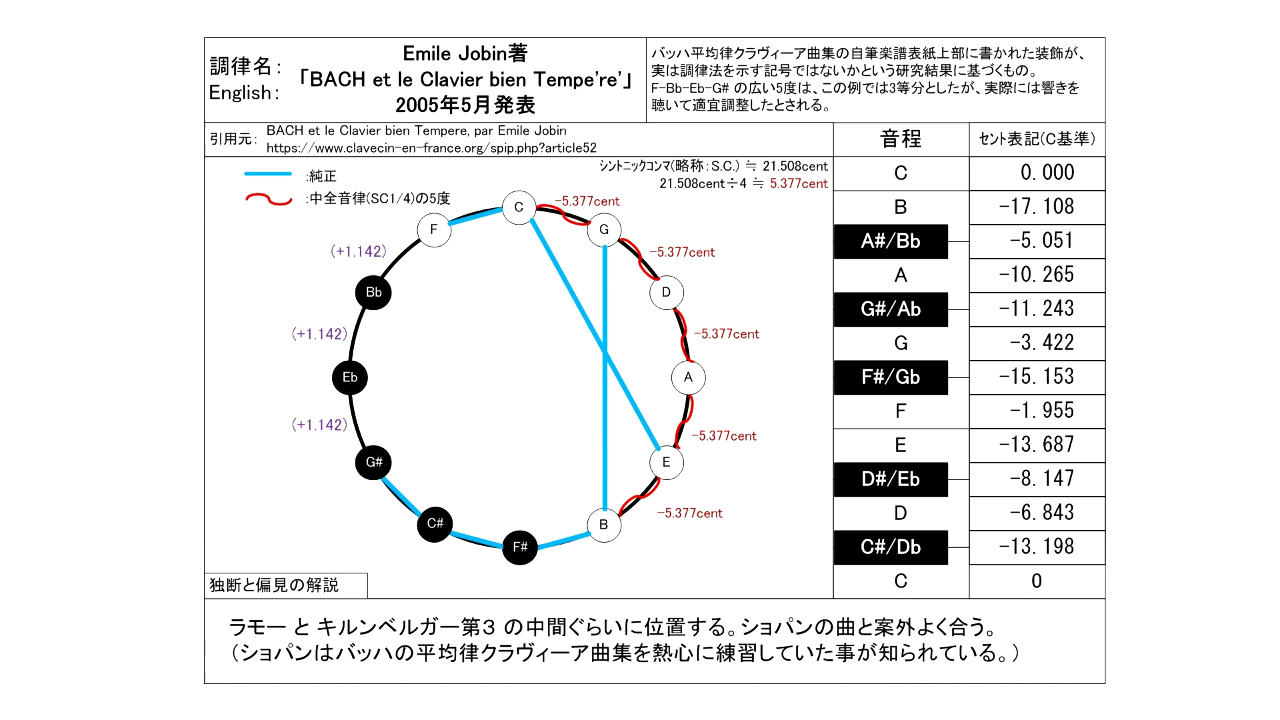 調律名:
English:
Emile Jobin著
「BACH et le Clavier bien Tempe’re’」
2005年5月発表
バッハ平均律クラヴィーア曲集の自筆楽譜表紙上部に書かれた装飾が、
実は調律法を示す記号ではないかという研究結果に基づくもの。
F-Bb-Eb-G# の広い5度は、この例では3等分としたが、実際には響きを
聴いて適宜調整したとされる。
引用元:
BACH et le Clavier bien Tempere, par Emile Jobin
https://www.clavecin-en-france.org/spip.php?article52
音程
セント表記(C基準)
:純正
:中全音律(SC1/4)の5度
シントニックコンマ(略称:S.C.) ≒ 21.508cent
21.508cent÷4 ≒ 5.377cent
C
G
D
A
E
B
F#
C#
G#
Eb
Bb
F
-5.377cent
-5.377cent
-5.377cent
-5.377cent
-5.377cent
(+1.142)
(+1.142)
(+1.142)
C 0.000
B -17.108
A#/Bb -5.051
A -10.265
G#/Ab -11.243
G -3.422
F#/Gb -15.153
F -1.955
E -13.687
D#/Eb -8.147
D -6.843
C#/Db -13.198
C 0
独断と偏見の解説
ラモー と キルンベルガー第3 の中間ぐらいに位置する。ショパンの曲と案外よく合う。
(ショパンはバッハの平均律クラヴィーア曲集を熱心に練習していた事が知られている。)